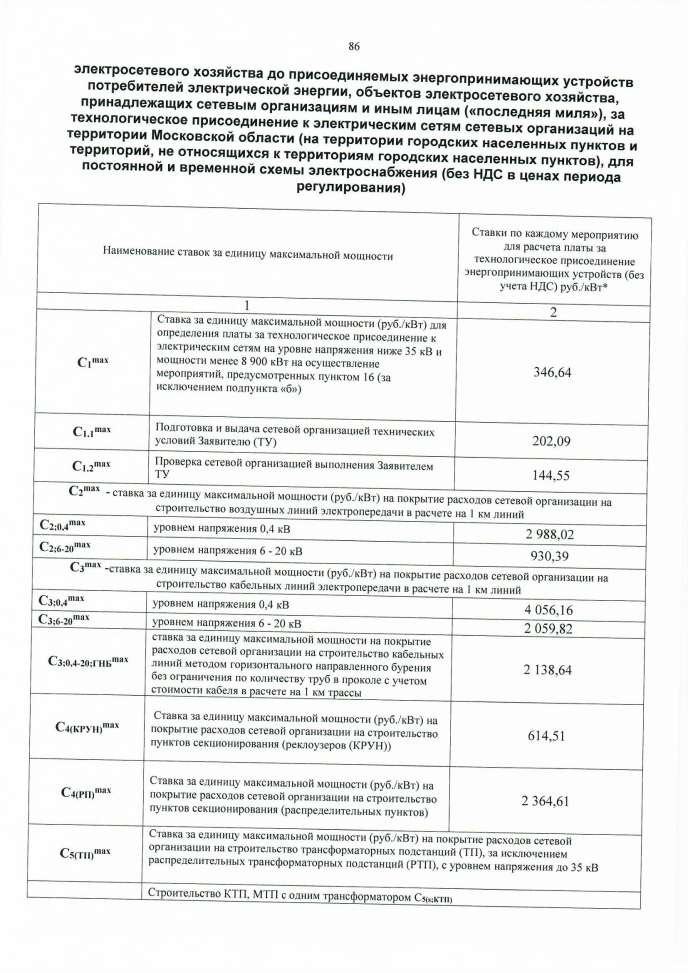 86
электросетевого хозяйства до присоединяемых энергопринимающих устройств
потребителей электрической энергии, объектов электросетевого хозяйства,
принадлежащих сетевым организациям и иным лицам («последняя миля»), за
технологическое присоединение к электрическим сетям сетевых организаций на
территории Московской области (на территории городских населенных пунктов и
территорий, не относящихся к территориям городских населенных пунктов), для
постоянной и временной схемы электроснабжения (без НДС в ценах периода
регулирования)
Наименование ставок за единицу максимальной мощности
Ставки по каждому мероприятию
для расчета платы за
технологическое присоединение
энергопринимающих устройств (без
учета НДС) руб./кВт*
1
2
C1max
Ставка за единицу максимальной мощности (руб./кВт) для
определения платы за технологическое присоединение к
электрическим сетям на уровне напряжения ниже 35 кВ и
мощности менее 8 900 кВт на осуществление
мероприятий, предусмотренных пунктом 16 (за
исключением подпункта «б»)
346,64
C1.1max
Подготовка и выдача сетевой организацией технических
условий Заявителю (ТУ)
202,09
C1.2max
Проверка сетевой организацией выполнения Заявителем
ТУ
144,55
C2max - ставка за единицу максимальной мощности (руб./кВт) на покрытие расходов сетевой организации на
строительство воздушных линий электропередачи в расчете на 1 км линий
C2;0,4max
уровнем напряжения 0,4 кВ
2 988,02
C2;6-20max
уровнем напряжения 6 - 20 кВ
930,39
C3max -ставка за единицу максимальной мощности (руб./кВт) на покрытие расходов сетевой организации на
строительство кабельных линий электропередачи в расчете на 1 км линий
C3;0,4max
уровнем напряжения 0,4 кВ
4 056,16
C3;6-20max
уровнем напряжения 6 - 20 кВ
2 059,82
C3;0,4-20;ГНБmax
ставка за единицу максимальной мощности на покрытие
расходов сетевой организации на строительство кабельных
линий методом горизонтального направленного бурения
без ограничения по количеству труб в проколе с учетом
стоимости кабеля в расчете на 1 км трассы
2 138,64
C4(КРУН)max
Ставка за единицу максимальной мощности (руб./кВт) на
покрытие расходов сетевой организации на строительство
пунктов секционирования (реклоузеров (КРУН))
614,51
C4(РП)max
Ставка за единицу максимальной мощности (руб./кВт) на
покрытие расходов сетевой организации на строительство
пунктов секционирования (распределительных пунктов)
2 364,61
C5(ТП)max
Ставка за единицу максимальной мощности (руб./кВт) на покрытие расходов сетевой
организации на строительство трансформаторных подстанций (ТП), за исключением
распределительных трансформаторных подстанций (РТП), с уровнем напряжения до 35 кВ
Строительство КТП, МТП с одним трансформатором